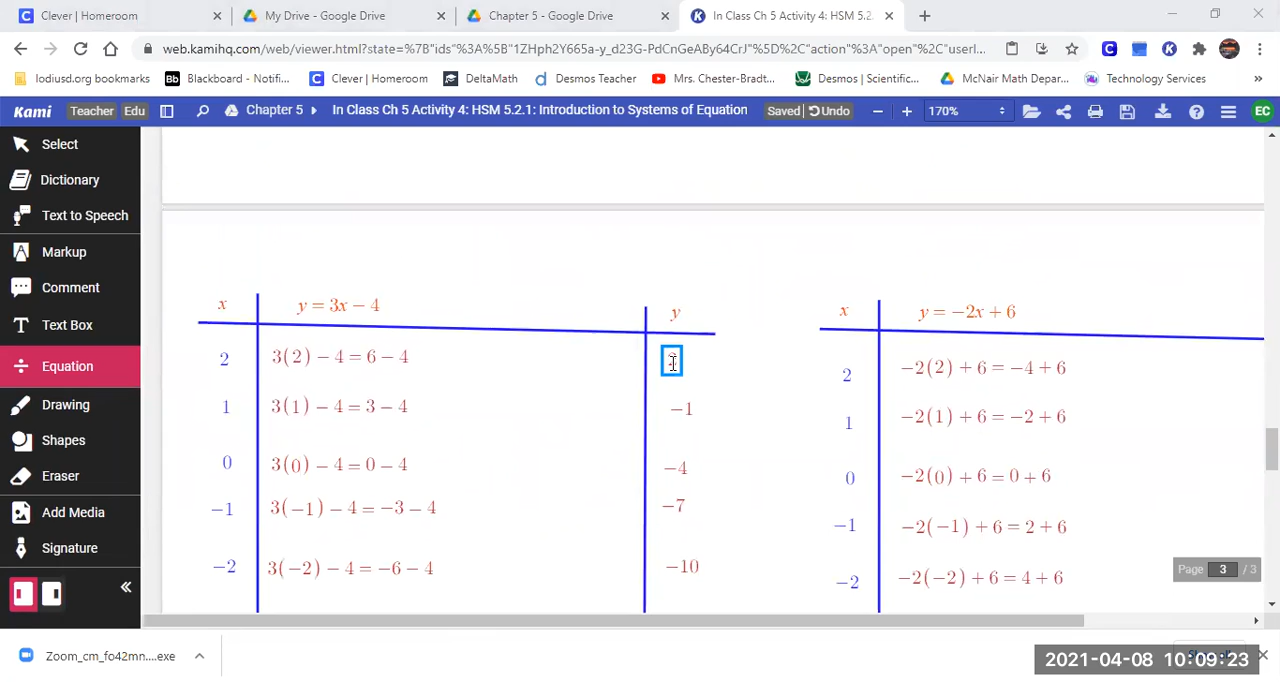 Clever | Homeroom
My Drive - Google Drive
Chapter 5 - Google Drive
In Class Ch 5 Activity 4: HSM 5.2.
web.kamihq.com/web/viewer.html?state=%7B"ids"%3A%5B"1ZHph2Y665a-y_d23G-PdCnGeABy64CrJ"%5D%2C"action"%3A"open"%2C"userI...
lodiusd.org bookmarks
Blackboard - Notifi...
Clever | Homeroom
DeltaMath
Desmos Teacher
Mrs. Chester-Bradt...
Desmos | Scientific...
McNair Math Depar...
Technology Services
Kami Teacher Edu Chapter 5 In Class Ch 5 Activity 4: HSM 5.2.1: Introduction to Systems of Equation Saved Undo 170% EC
Select
Dictionary
Text to Speech
Markup
Comment
Text Box
Equation
Drawing
Shapes
Eraser
Add Media
Signature
x y = 3x − 4 y
2 3(2) − 4 = 6 − 4
1 3(1) − 4 = 3 − 4 −1
0 3(0) − 4 = 0 − 4 −4
−1 3(−1) − 4 = −3 − 4 −7
−2 3(−2) − 4 = −6 − 4 −10
x y = −2x + 6
2 −2(2) + 6 = −4 + 6
1 −2(1) + 6 = −2 + 6
0 −2(0) + 6 = 0 + 6
−1 −2(−1) + 6 = 2 + 6
−2 −2(−2) + 6 = 4 + 6
Page 3 / 3
Zoom_cm_fo42mn....exe
2021-04-08 10:09:23